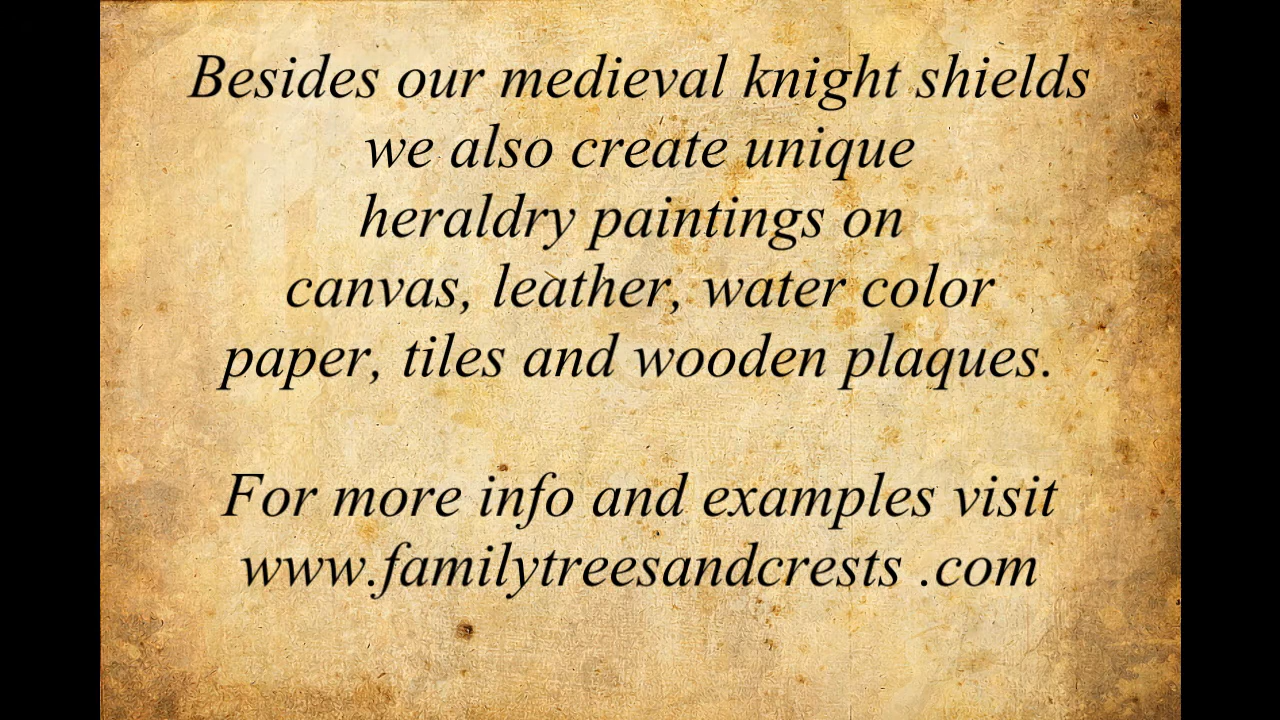 Besides our medieval knight shields
we also create unique
heraldry paintings on
canvas, leather, water color
paper, tiles and wooden plaques.
For more info and examples visit
www.familytreesandcrests .com